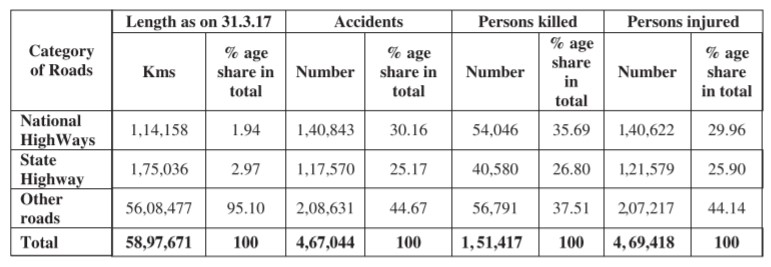 Category of Roads | Length as on 31.3.17 | Accidents | Persons killed | Persons injured
Kms | % age share in total | Number | % age share in total | Number | % age share in total | Number | % age share in total
National HighWays | 1,14,158 | 1.94 | 1,40,843 | 30.16 | 54,046 | 35.69 | 1,40,622 | 29.96
State Highway | 1,75,036 | 2.97 | 1,17,570 | 25.17 | 40,580 | 26.80 | 1,21,579 | 25.90
Other roads | 56,08,477 | 95.10 | 2,08,631 | 44.67 | 56,791 | 37.51 | 2,07,217 | 44.14
Total | 58,97,671 | 100 | 4,67,044 | 100 | 1,51,417 | 100 | 4,69,418 | 100